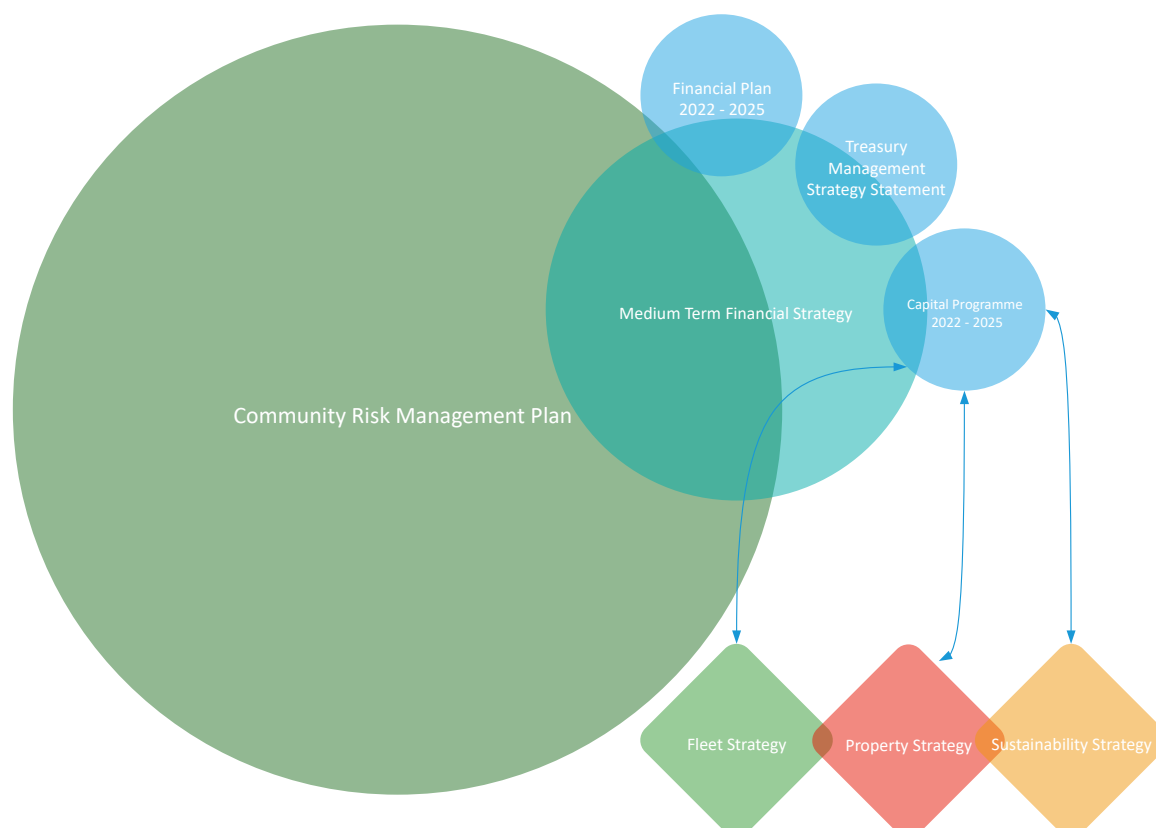 Financial Plan
2022 - 2025
Treasury
Management
Strategy Statement
Capital Programme
2022 - 2025
Medium Term Financial Strategy
Community Risk Management Plan
Fleet Strategy
Property Strategy
Sustainability Strategy